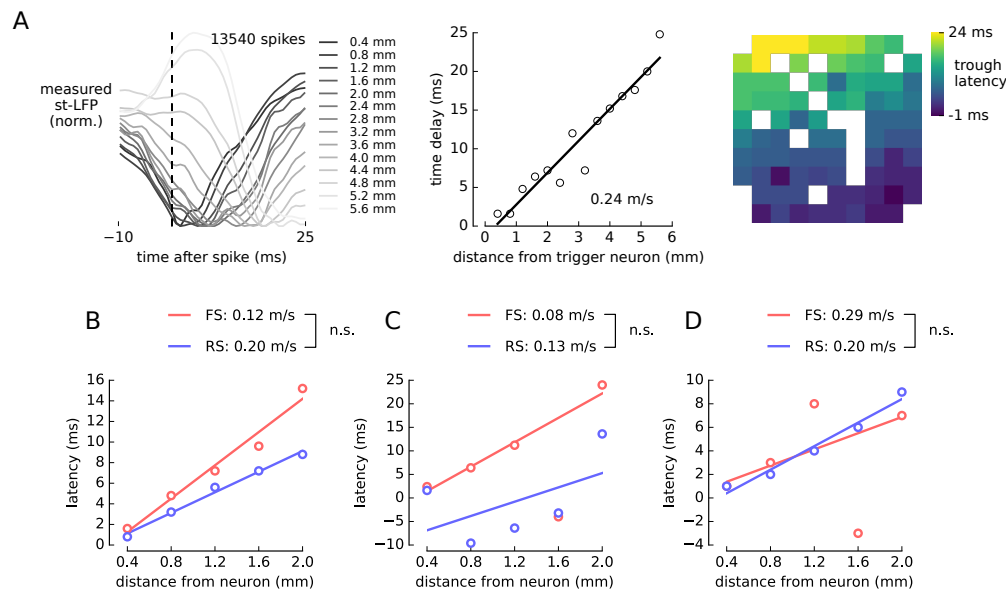 A
measured
st-LFP
(norm.)
13540 spikes
0.4 mm
0.8 mm
1.2 mm
1.6 mm
2.0 mm
2.4 mm
2.8 mm
3.2 mm
3.6 mm
4.0 mm
4.4 mm
4.8 mm
5.2 mm
5.6 mm
−10
25
time after spike (ms)
time delay (ms)
20
15
10
5
0
0 1 2 3 4 5 6
0.24 m/s
distance from trigger neuron (mm)
24 ms
trough
latency
-1 ms
B
FS: 0.12 m/s
RS: 0.20 m/s
n.s.
latency (ms)
16
14
12
10
8
6
4
2
0
0.4 0.8 1.2 1.6 2.0
distance from neuron (mm)
C
FS: 0.08 m/s
RS: 0.13 m/s
n.s.
latency (ms)
25
20
15
10
5
0
−5
−10
0.4 0.8 1.2 1.6 2.0
distance from neuron (mm)
D
FS: 0.29 m/s
RS: 0.20 m/s
n.s.
latency (ms)
10
8
6
4
2
0
−2
−4
0.4 0.8 1.2 1.6 2.0
distance from neuron (mm)